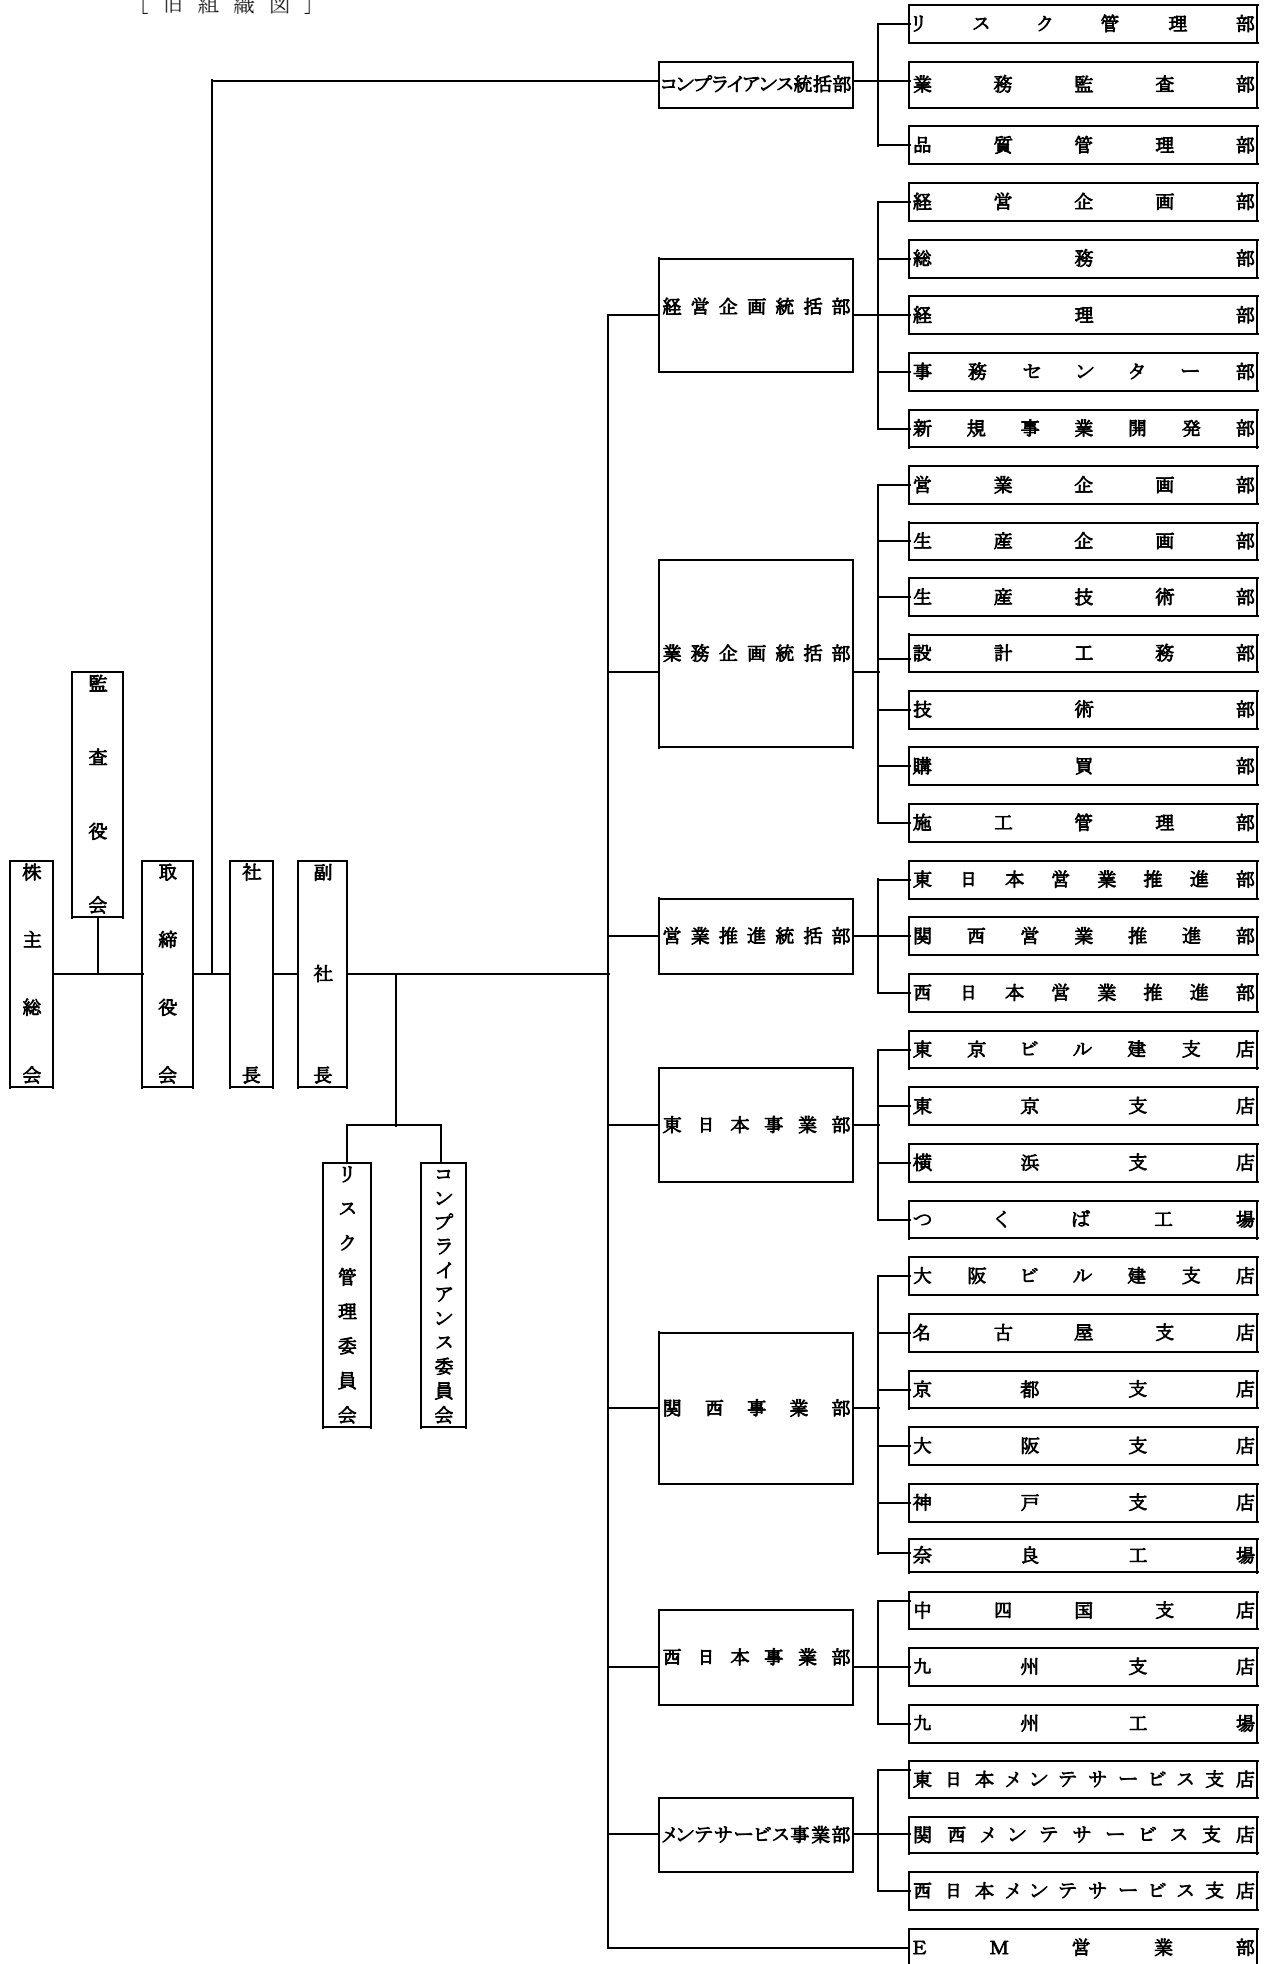 [旧組織図]
リスク管理部
コンプライアンス統括部
業務監査部
品質管理部
経営企画部
総務部
経営企画統括部
経理部
事務センター部
新規事業開発部
営業企画部
生産企画部
生産技術部
業務企画統括部
設計工務部
技術部
購買部
施工管理部
監査役会
株主総会
取締役会
社長
副社長
東日本営業推進部
営業推進統括部
関西営業推進部
西日本営業推進部
東京ビル建支店
東京支店
東日本事業部
横浜支店
つくば工場
リスク管理委員会
コンプライアンス委員会
大阪ビル建支店
名古屋支店
京都支店
関西事業部
大阪支店
神戸支店
奈良工場
中四国支店
西日本事業部
九州支店
九州工場
東日本メンテサービス支店
メンテサービス事業部
関西メンテサービス支店
西日本メンテサービス支店
EM営業部